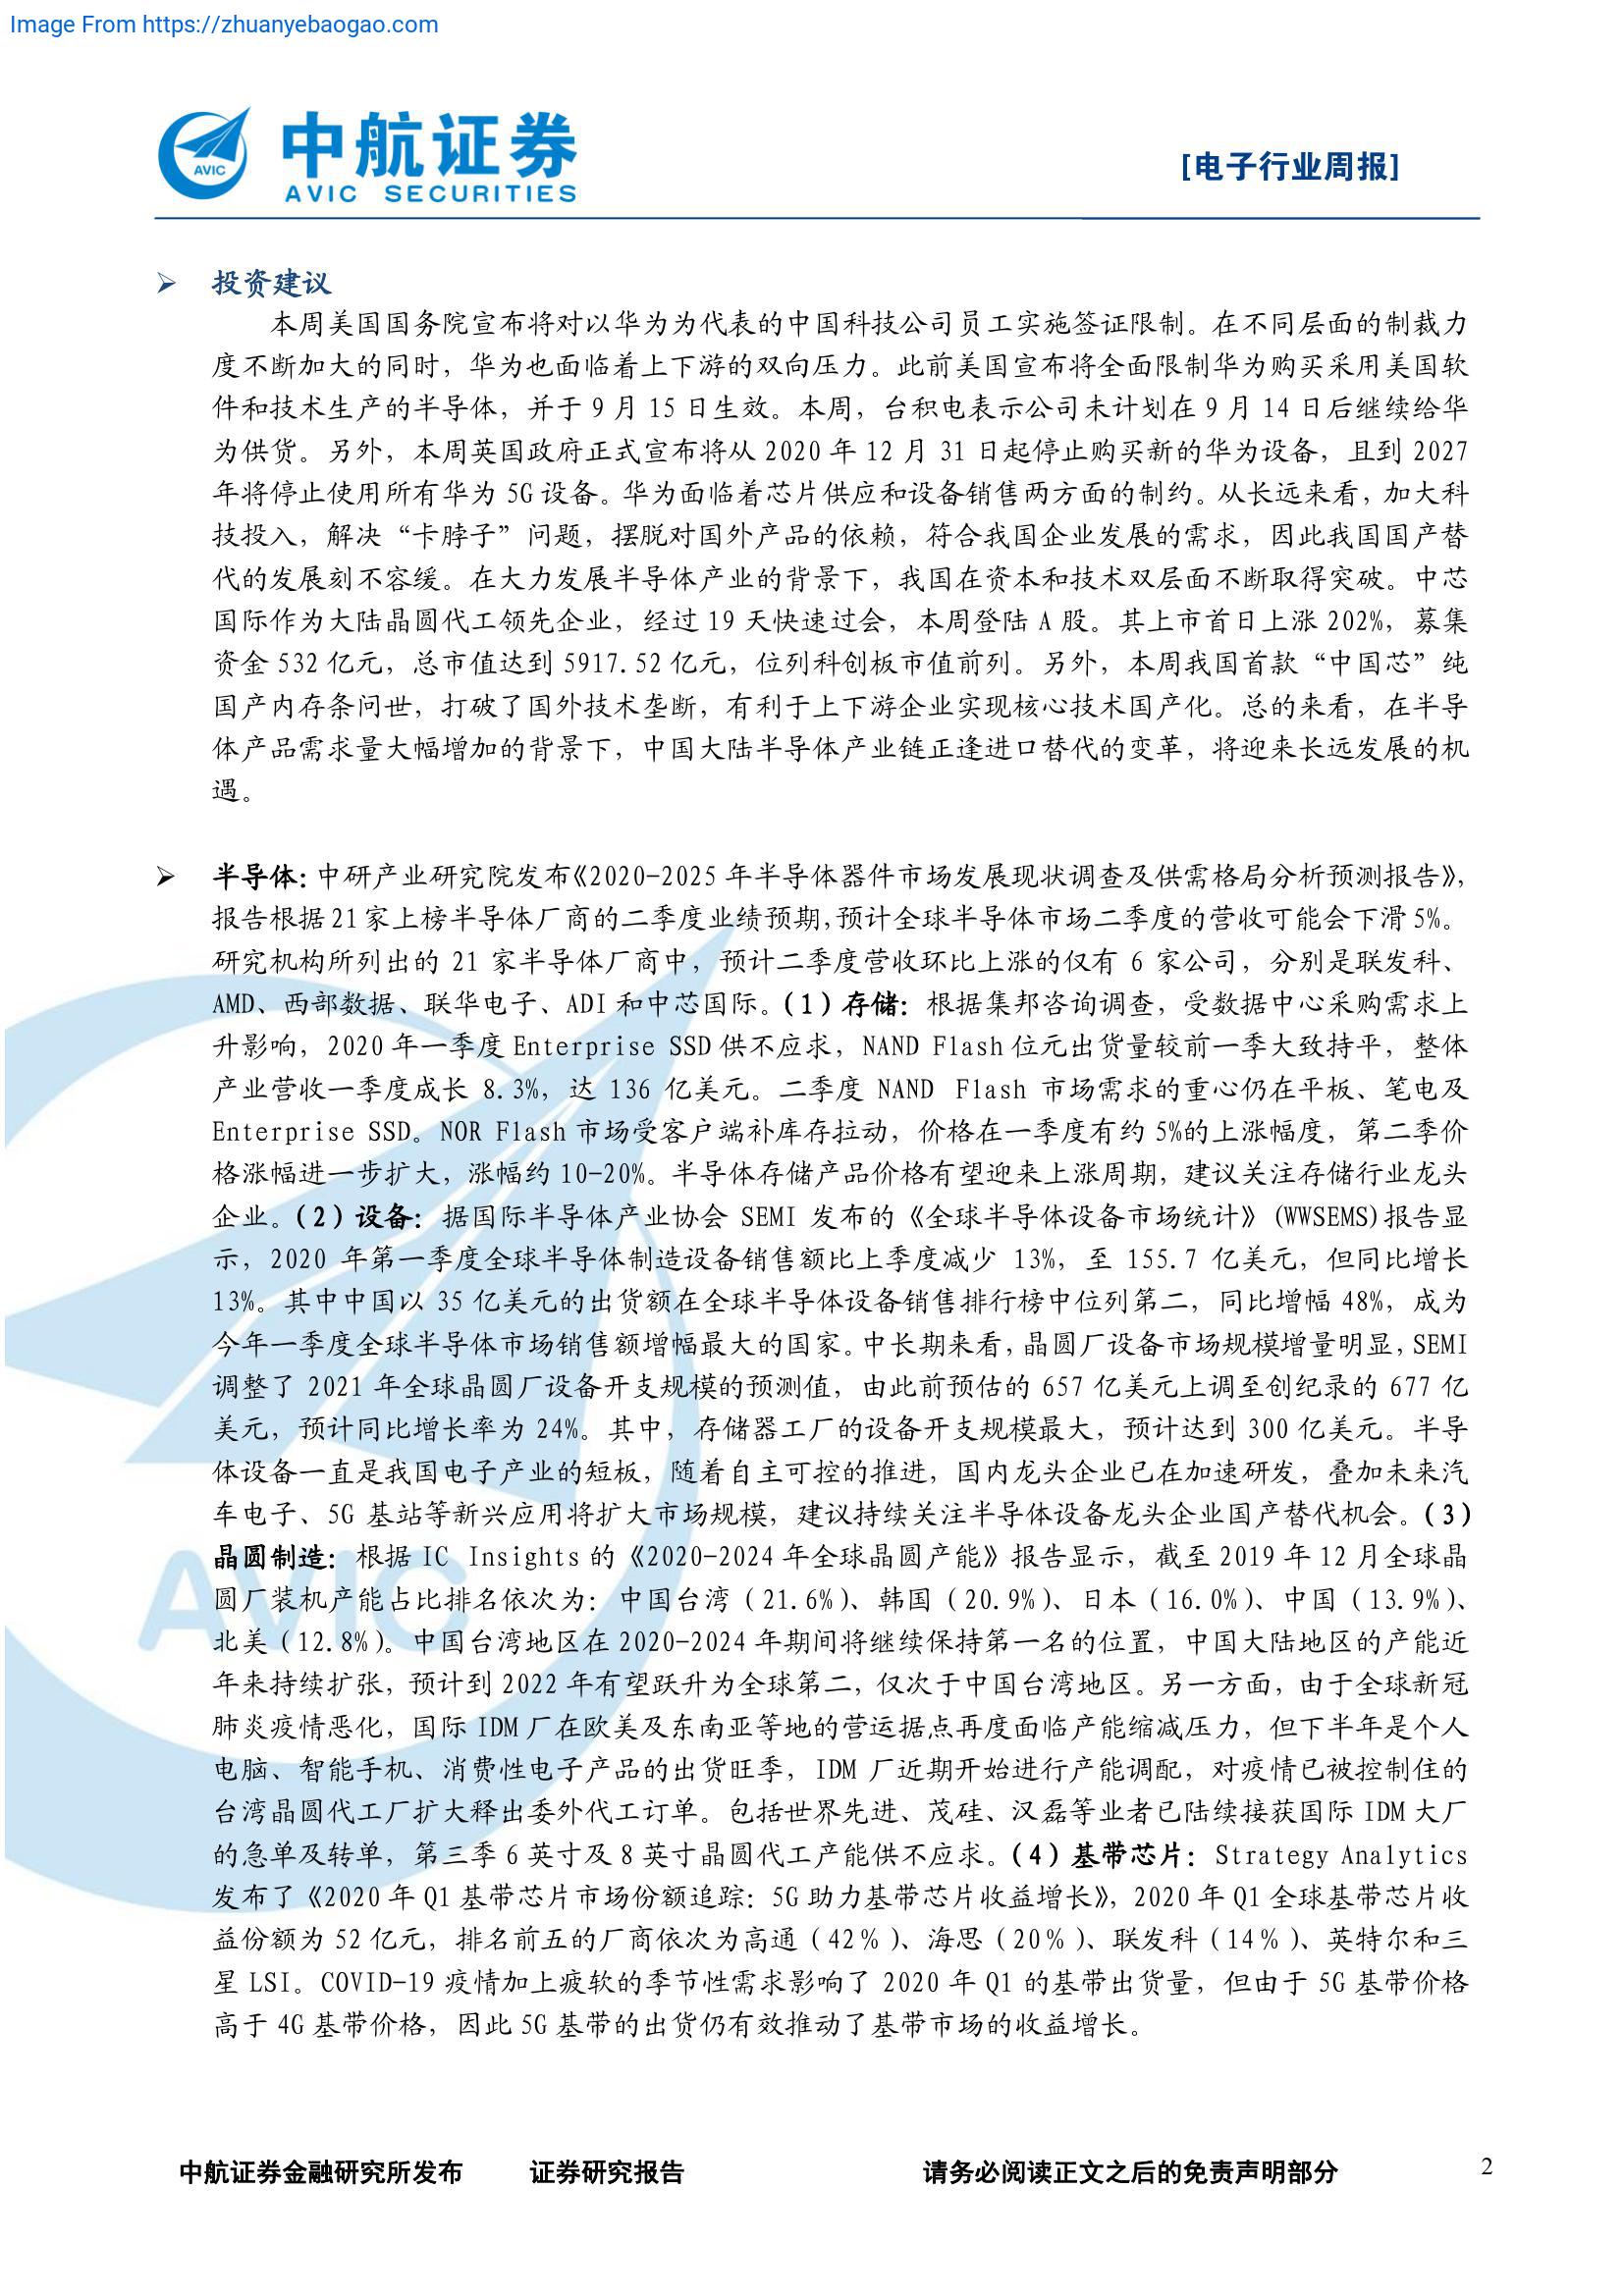 Image From https://zhuanyebaogao.com
AVIC
中航证券
AVIC SECURITIES
[电子行业周报]
投资建议
本周美国国务院宣布将对以华为为代表的中国科技公司员工实施签证限制。在不同层面的制裁力
度不断加大的同时，华为也面临着上下游的双向压力。此前美国宣布将全面限制华为购买采用美国软
件和技术生产的半导体，并于 9 月 15 日生效。本周，台积电表示公司未计划在 9 月 14 日后继续给华
为供货。另外，本周英国政府正式宣布将从 2020 年 12 月 31 日起停止购买新的华为设备，且到 2027
年将停止使用所有华为 5G 设备。华为面临着芯片供应和设备销售两方面的制约。从长远来看，加大科
技投入，解决“卡脖子”问题，摆脱对国外产品的依赖，符合我国企业发展的需求，因此我国国产替
代的发展刻不容缓。在大力发展半导体产业的背景下，我国在资本和技术双层面不断取得突破。中芯
国际作为大陆晶圆代工领先企业，经过 19 天快速过会，本周登陆 A 股。其上市首日上涨 202%，募集
资金 532 亿元，总市值达到 5917.52 亿元，位列科创板市值前列。另外，本周我国首款“中国芯”纯
国产内存条问世，打破了国外技术垄断，有利于上下游企业实现核心技术国产化。总的来看，在半导
体产品需求量大幅增加的背景下，中国大陆半导体产业链正逢进口替代的变革，将迎来长远发展的机
遇。
半导体：中研产业研究院发布《2020-2025 年半导体器件市场发展现状调查及供需格局分析预测报告》，
报告根据 21 家上榜半导体厂商的二季度业绩预期，预计全球半导体市场二季度的营收可能会下滑 5%。
研究机构所列出的 21 家半导体厂商中，预计二季度营收环比上涨的仅有 6 家公司，分别是联发科、
AMD、西部数据、联华电子、ADI 和中芯国际。（1）存储：根据集邦咨询调查，受数据中心采购需求上
升影响，2020 年一季度 Enterprise SSD 供不应求，NAND Flash 位元出货量较前一季大致持平，整体
产业营收一季度成长 8.3%，达 136 亿美元。二季度 NAND Flash 市场需求的重心仍在平板、笔电及
Enterprise SSD。NOR Flash 市场受客户端补库存拉动，价格在一季度有约 5%的上涨幅度，第二季价
格涨幅进一步扩大，涨幅约 10-20%。半导体存储产品价格有望迎来上涨周期，建议关注存储行业龙头
企业。（2）设备：据国际半导体产业协会 SEMI 发布的《全球半导体设备市场统计》(WWSEMS)报告显
示，2020 年第一季度全球半导体制造设备销售额比上季度减少 13%，至 155.7 亿美元，但同比增长
13%。其中中国以 35 亿美元的出货额在全球半导体设备销售排行榜中位列第二，同比增幅 48%，成为
今年一季度全球半导体市场销售额增幅最大的国家。中长期来看，晶圆厂设备市场规模增量明显，SEMI
调整了 2021 年全球晶圆厂设备开支规模的预测值，由此前预估的 657 亿美元上调至创纪录的 677 亿
美元，预计同比增长率为 24%。其中，存储器工厂的设备开支规模最大，预计达到 300 亿美元。半导
体设备一直是我国电子产业的短板，随着自主可控的推进，国内龙头企业已在加速研发，叠加未来汽
车电子、5G 基站等新兴应用将扩大市场规模，建议持续关注半导体设备龙头企业国产替代机会。（3）
晶圆制造：根据 IC Insights 的《2020-2024 年全球晶圆产能》报告显示，截至 2019 年 12 月全球晶
圆厂装机产能占比排名依次为：中国台湾（21.6%）、韩国（20.9%）、日本（16.0%）、中国（13.9%）、
北美（12.8%）。中国台湾地区在 2020-2024 年期间将继续保持第一名的位置，中国大陆地区的产能近
年来持续扩张，预计到 2022 年有望跃升为全球第二，仅次于中国台湾地区。另一方面，由于全球新冠
肺炎疫情恶化，国际 IDM 厂在欧美及东南亚等地的营运据点再度面临产能缩减压力，但下半年是个人
电脑、智能手机、消费性电子产品的出货旺季，IDM 厂近期开始进行产能调配，对疫情已被控制住的
台湾晶圆代工厂扩大释出委外代工订单。包括世界先进、茂硅、汉磊等业者已陆续接获国际 IDM 大厂
的急单及转单，第三季 6 英寸及 8 英寸晶圆代工产能供不应求。（4）基带芯片：Strategy Analytics
发布了《2020 年 Q1 基带芯片市场份额追踪：5G 助力基带芯片收益增长》，2020 年 Q1 全球基带芯片收
益份额为 52 亿元，排名前五的厂商依次为高通（42%）、海思（20%）、联发科（14%）、英特尔和三
星 LSI。COVID-19 疫情加上疲软的季节性需求影响了 2020 年 Q1 的基带出货量，但由于 5G 基带价格
高于 4G 基带价格，因此 5G 基带的出货仍有效推动了基带市场的收益增长。
AVIC
中航证券金融研究所发布 证券研究报告 请务必阅读正文之后的免责声明部分 2